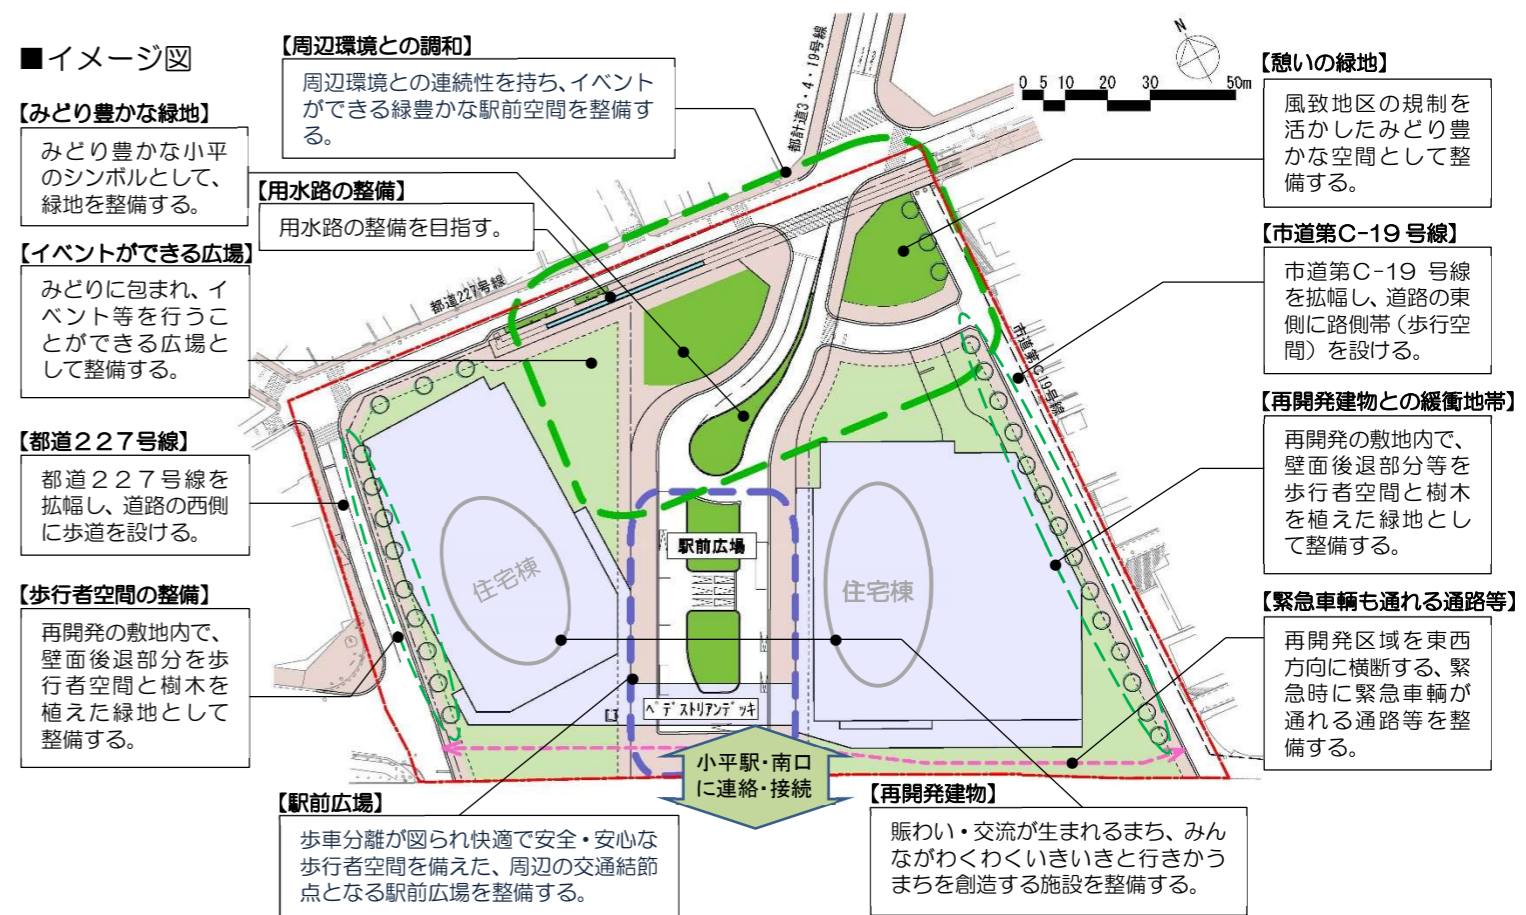 ■イメージ図
【みどり豊かな緑地】
みどり豊かな小平
のシンボルとして、
緑地を整備する。
【イベントができる広場】
みどりに包まれ、イ
ベント等を行うこ
とができる広場と
して整備する。
【都道２２７号線】
都道２２７号線を
拡幅し、道路の西側
に歩道を設ける。
【歩行者空間の整備】
再開発の敷地内で、
壁面後退部分を歩
行者空間と樹木を
植えた緑地として
整備する。
【周辺環境との調和】
周辺環境との連続性を持ち、イベント
ができる緑豊かな駅前空間を整備す
る。
【用水路の整備】
用水路の整備を目指す。
都道227号線
都計道3・4・19号線
N
0 5 10 20 30 50m
市道第C19号線
住宅棟
駅前広場
住宅棟
ペデストリアンデッキ
小平駅・南口
に連絡・接続
【駅前広場】
歩車分離が図られ快適で安全・安心な
歩行者空間を備えた、周辺の交通結節
点となる駅前広場を整備する。
【再開発建物】
賑わい・交流が生まれるまち、みん
ながわくわくいきいきと行きかう
まちを創造する施設を整備する。
【憩いの緑地】
風致地区の規制を
活かしたみどり豊
かな空間として整
備する。
【市道第C-19号線】
市道第C-19 号線
を拡幅し、道路の東
側に路側帯（歩行空
間）を設ける。
【再開発建物との緩衝地帯】
再開発の敷地内で、
壁面後退部分等を
歩行者空間と樹木
を植えた緑地とし
て整備する。
【緊急車輌も通れる通路等】
再開発区域を東西
方向に横断する、緊
急時に緊急車輌が
通れる通路等を整
備する。